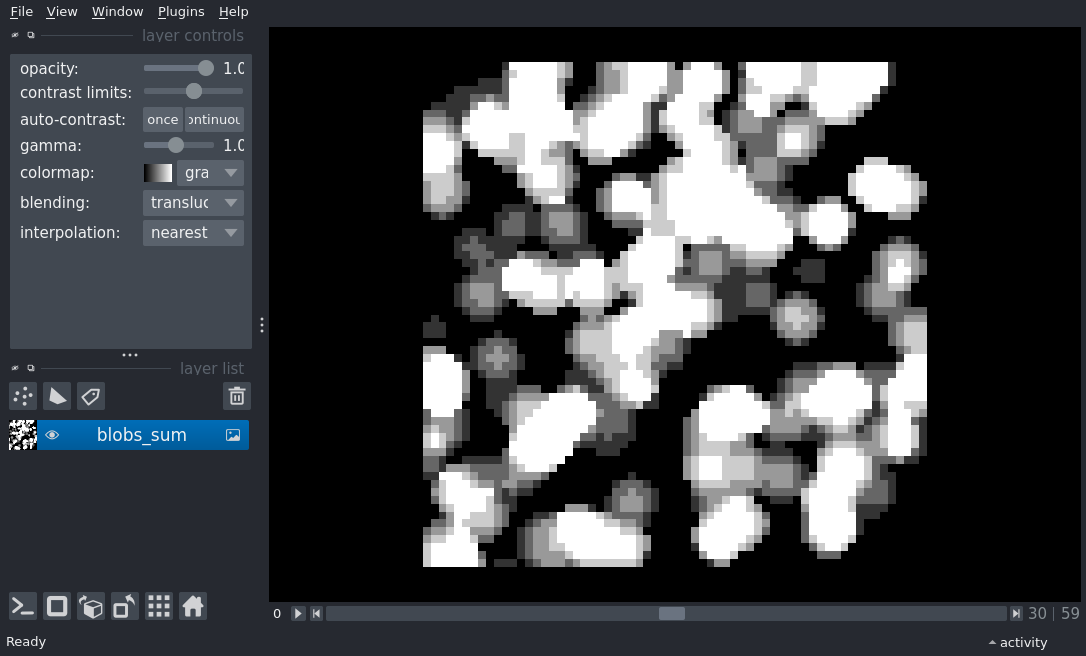 File View Window Plugins Help
layer controls
opacity: 1.0
contrast limits:
auto-contrast: once ontinuou
gamma: 1.0
colormap: gra
blending: transluc
interpolation: nearest
layer list
blobs_sum
0 30 | 59
Ready activity